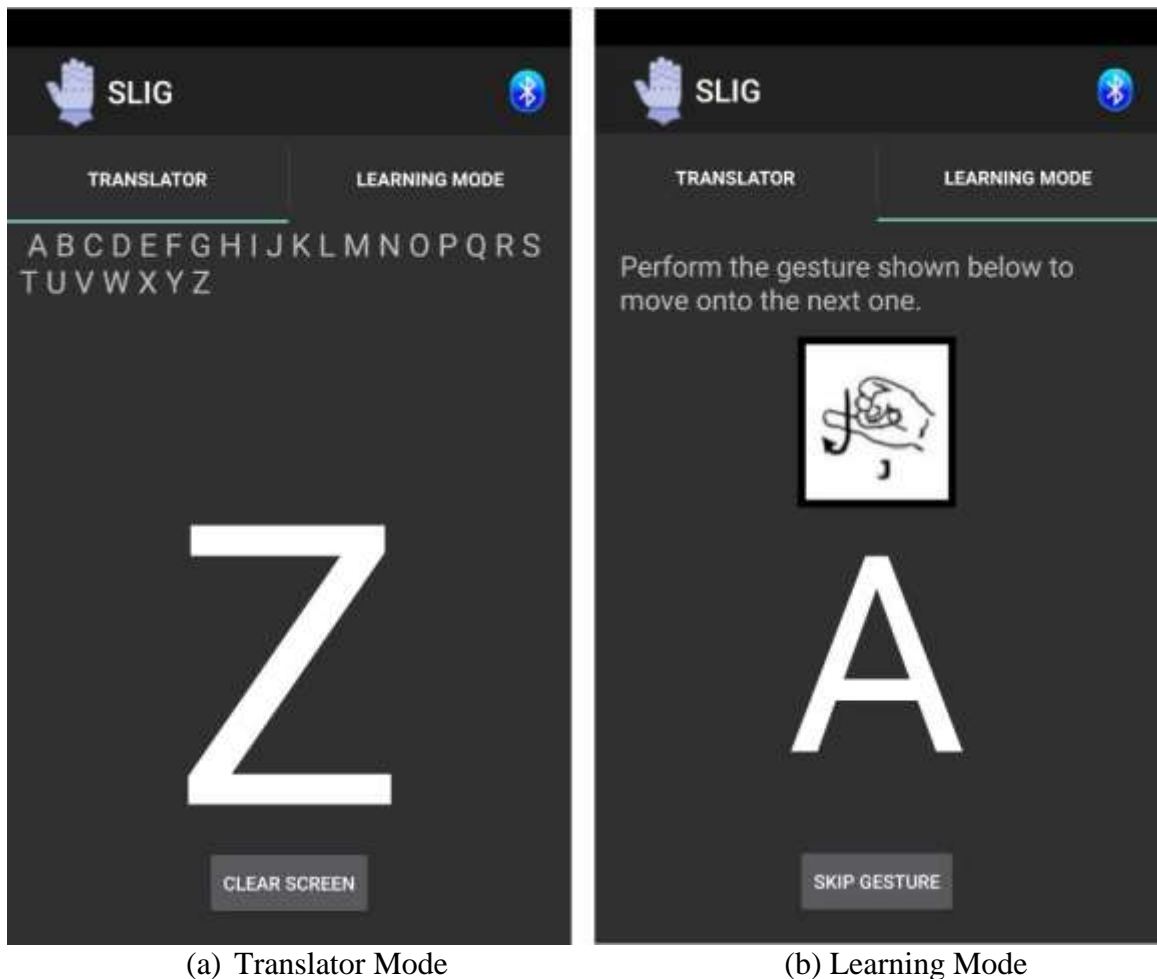 SLIG
TRANSLATOR LEARNING MODE
A B C D E F G H I J K L M N O P Q R S
T U V W X Y Z
Z
CLEAR SCREEN
(a) Translator Mode
SLIG
TRANSLATOR LEARNING MODE
Perform the gesture shown below to
move onto the next one.
J
A
SKIP GESTURE
(b) Learning Mode